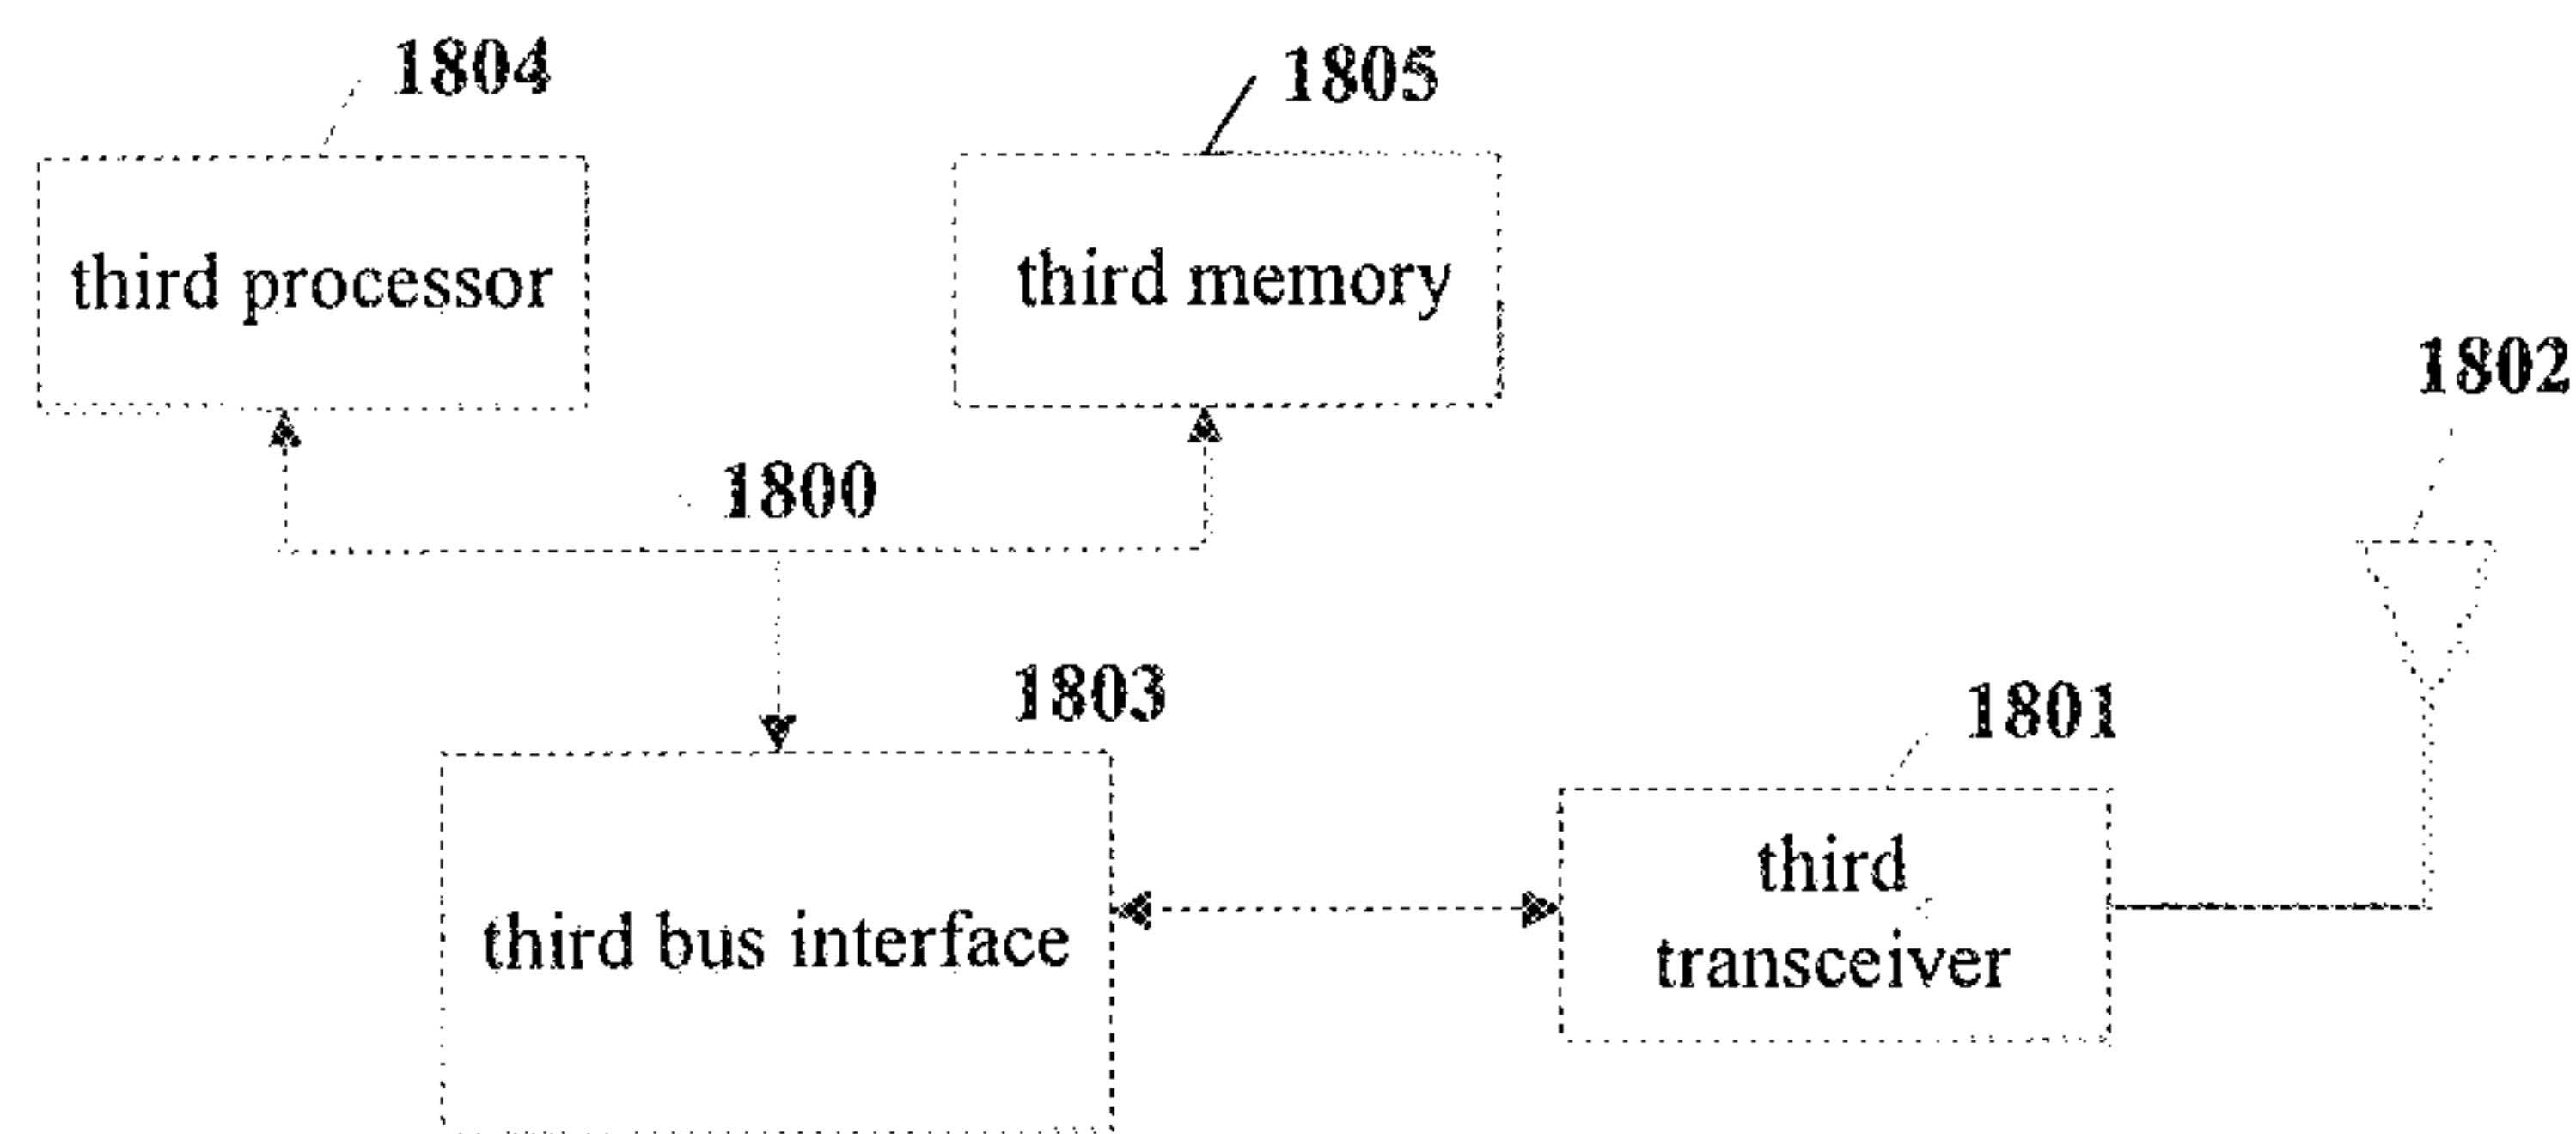 1804
1805
third processor
third memory
1802
1800
1803
1801
third bus interface
third
transceiver